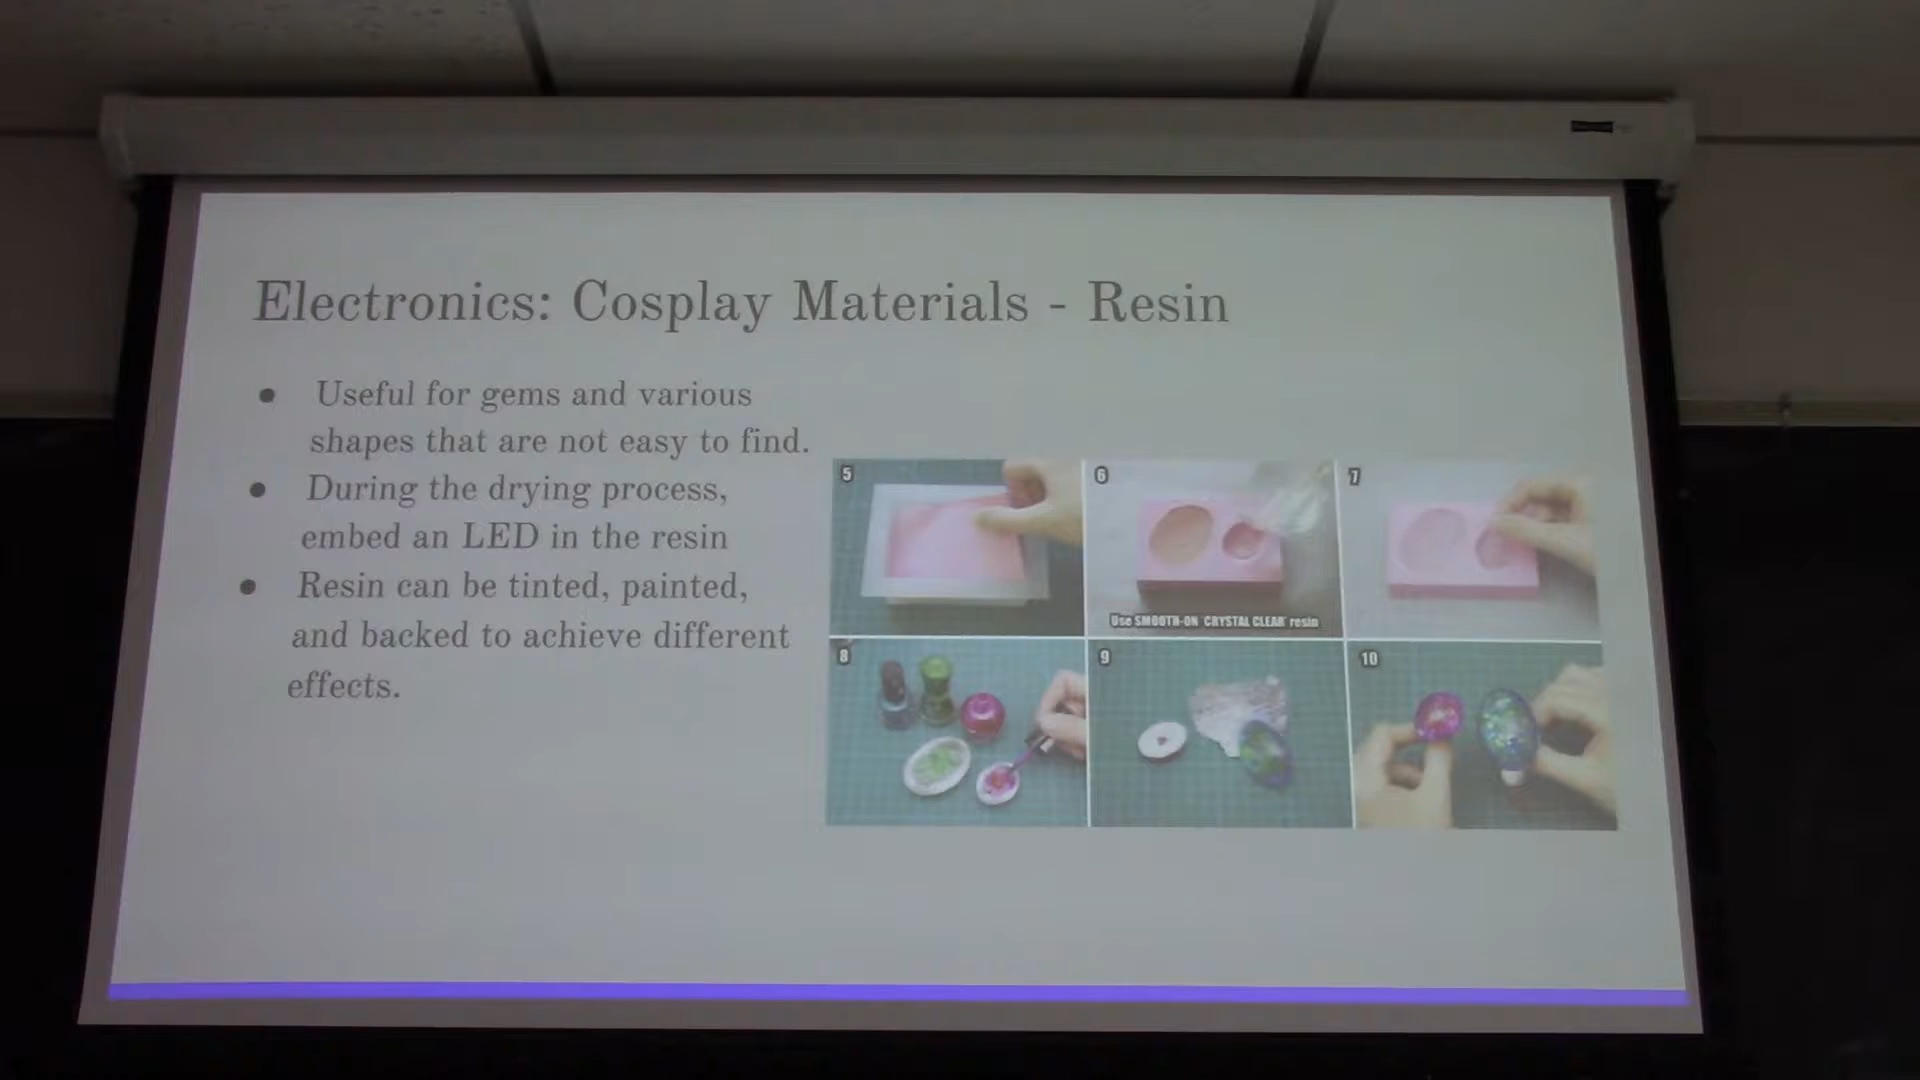 Electronics: Cosplay Materials - Resin
● Useful for gems and various
shapes that are not easy to find.
● During the drying process,
embed an LED in the resin
● Resin can be tinted, painted,
and backed to achieve different
effects.
5
6
7
Use SMOOTH-ON CRYSTAL CLEAR resin
8
9
10